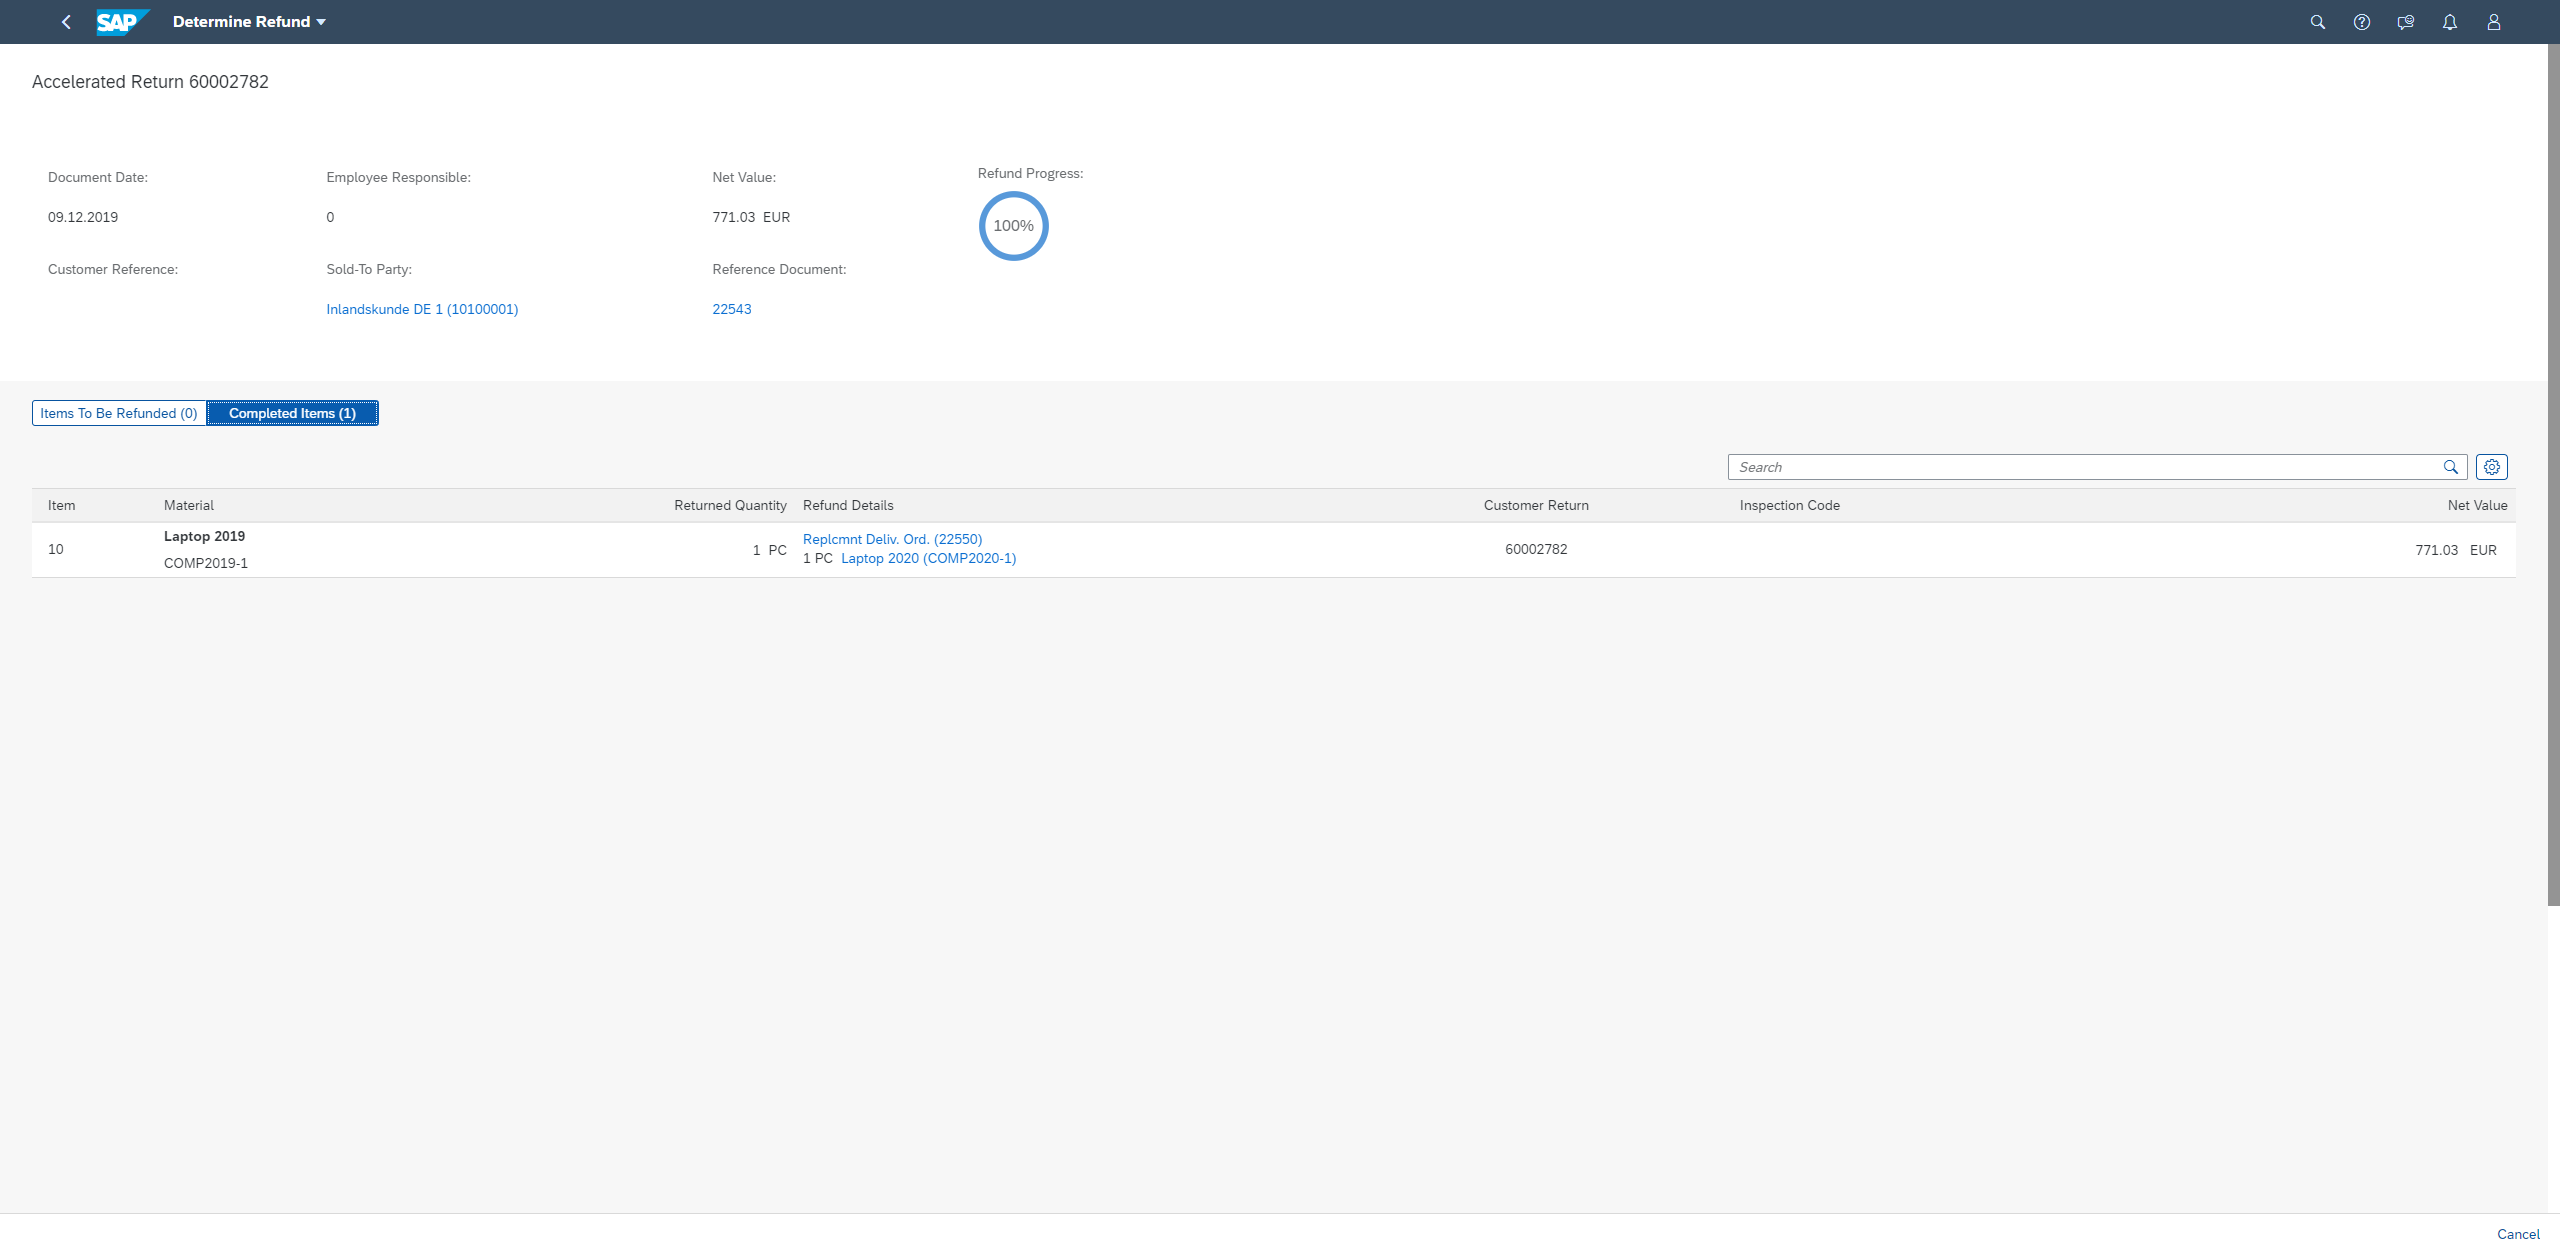 SAP Determine Refund
Accelerated Return 60002782
Document Date: Employee Responsible: Net Value: Refund Progress:
09.12.2019 0 771.03 EUR 100%
Customer Reference: Sold-To Party: Reference Document:
Inlandskunde DE 1 (10100001) 22543
Items To Be Refunded (0) Completed Items (1)
Search
Item Material Returned Quantity Refund Details Customer Return Inspection Code Net Value
10 Laptop 2019 1 PC Replcmnt Deliv. Ord. (22550) 60002782 771.03 EUR
COMP2019-1 1 PC Laptop 2020 (COMP2020-1)
Cancel